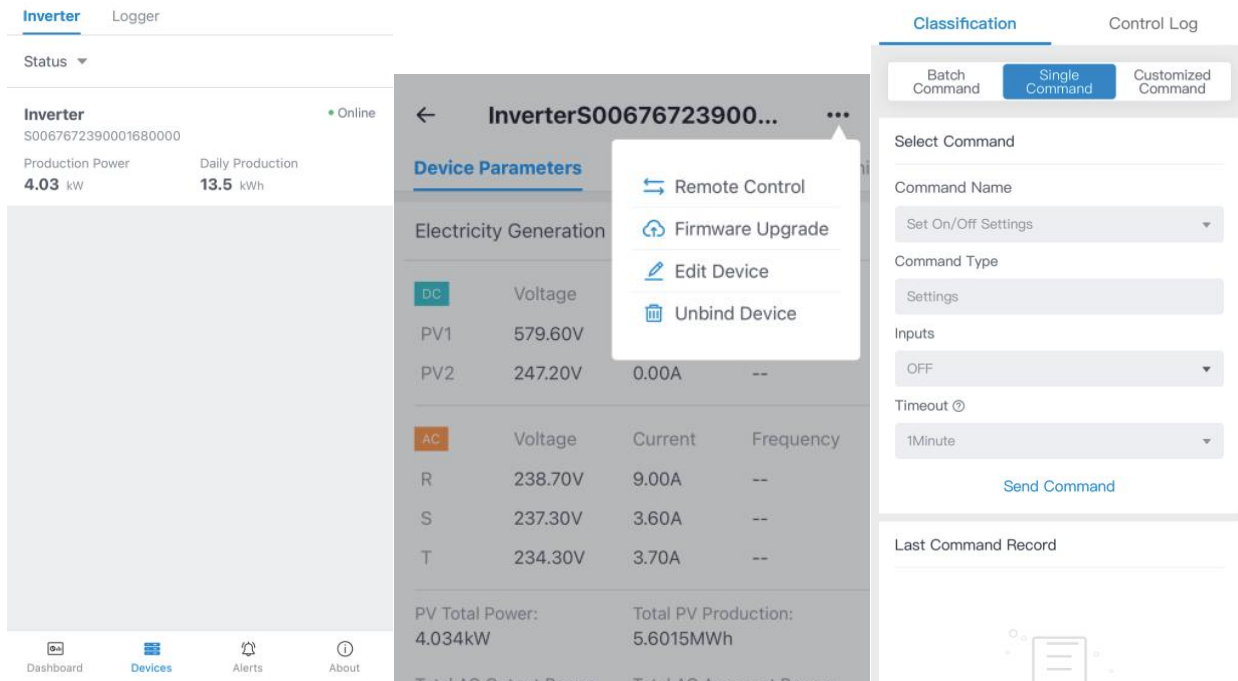 Inverter Logger
Status
Inverter Online
S0067672390001680000
Production Power Daily Production
4.03 kW 13.5 kWh
Dashboard Devices Alerts About
InverterS0067672390​0...
Device Parameters
Remote Control
Firmware Upgrade
Edit Device
Unbind Device
Electricity Generation
DC Voltage
PV1 579.60V
PV2 247.20V 0.00A --
AC Voltage Current Frequency
R 238.70V 9.00A --
S 237.30V 3.60A --
T 234.30V 3.70A --
PV Total Power: Total PV Production:
4.034kW 5.6015MWh
Classification Control Log
Batch Command
Single Command
Customized Command
Select Command
Command Name
Set On/Off Settings
Command Type
Settings
Inputs
OFF
Timeout
1Minute
Send Command
Last Command Record